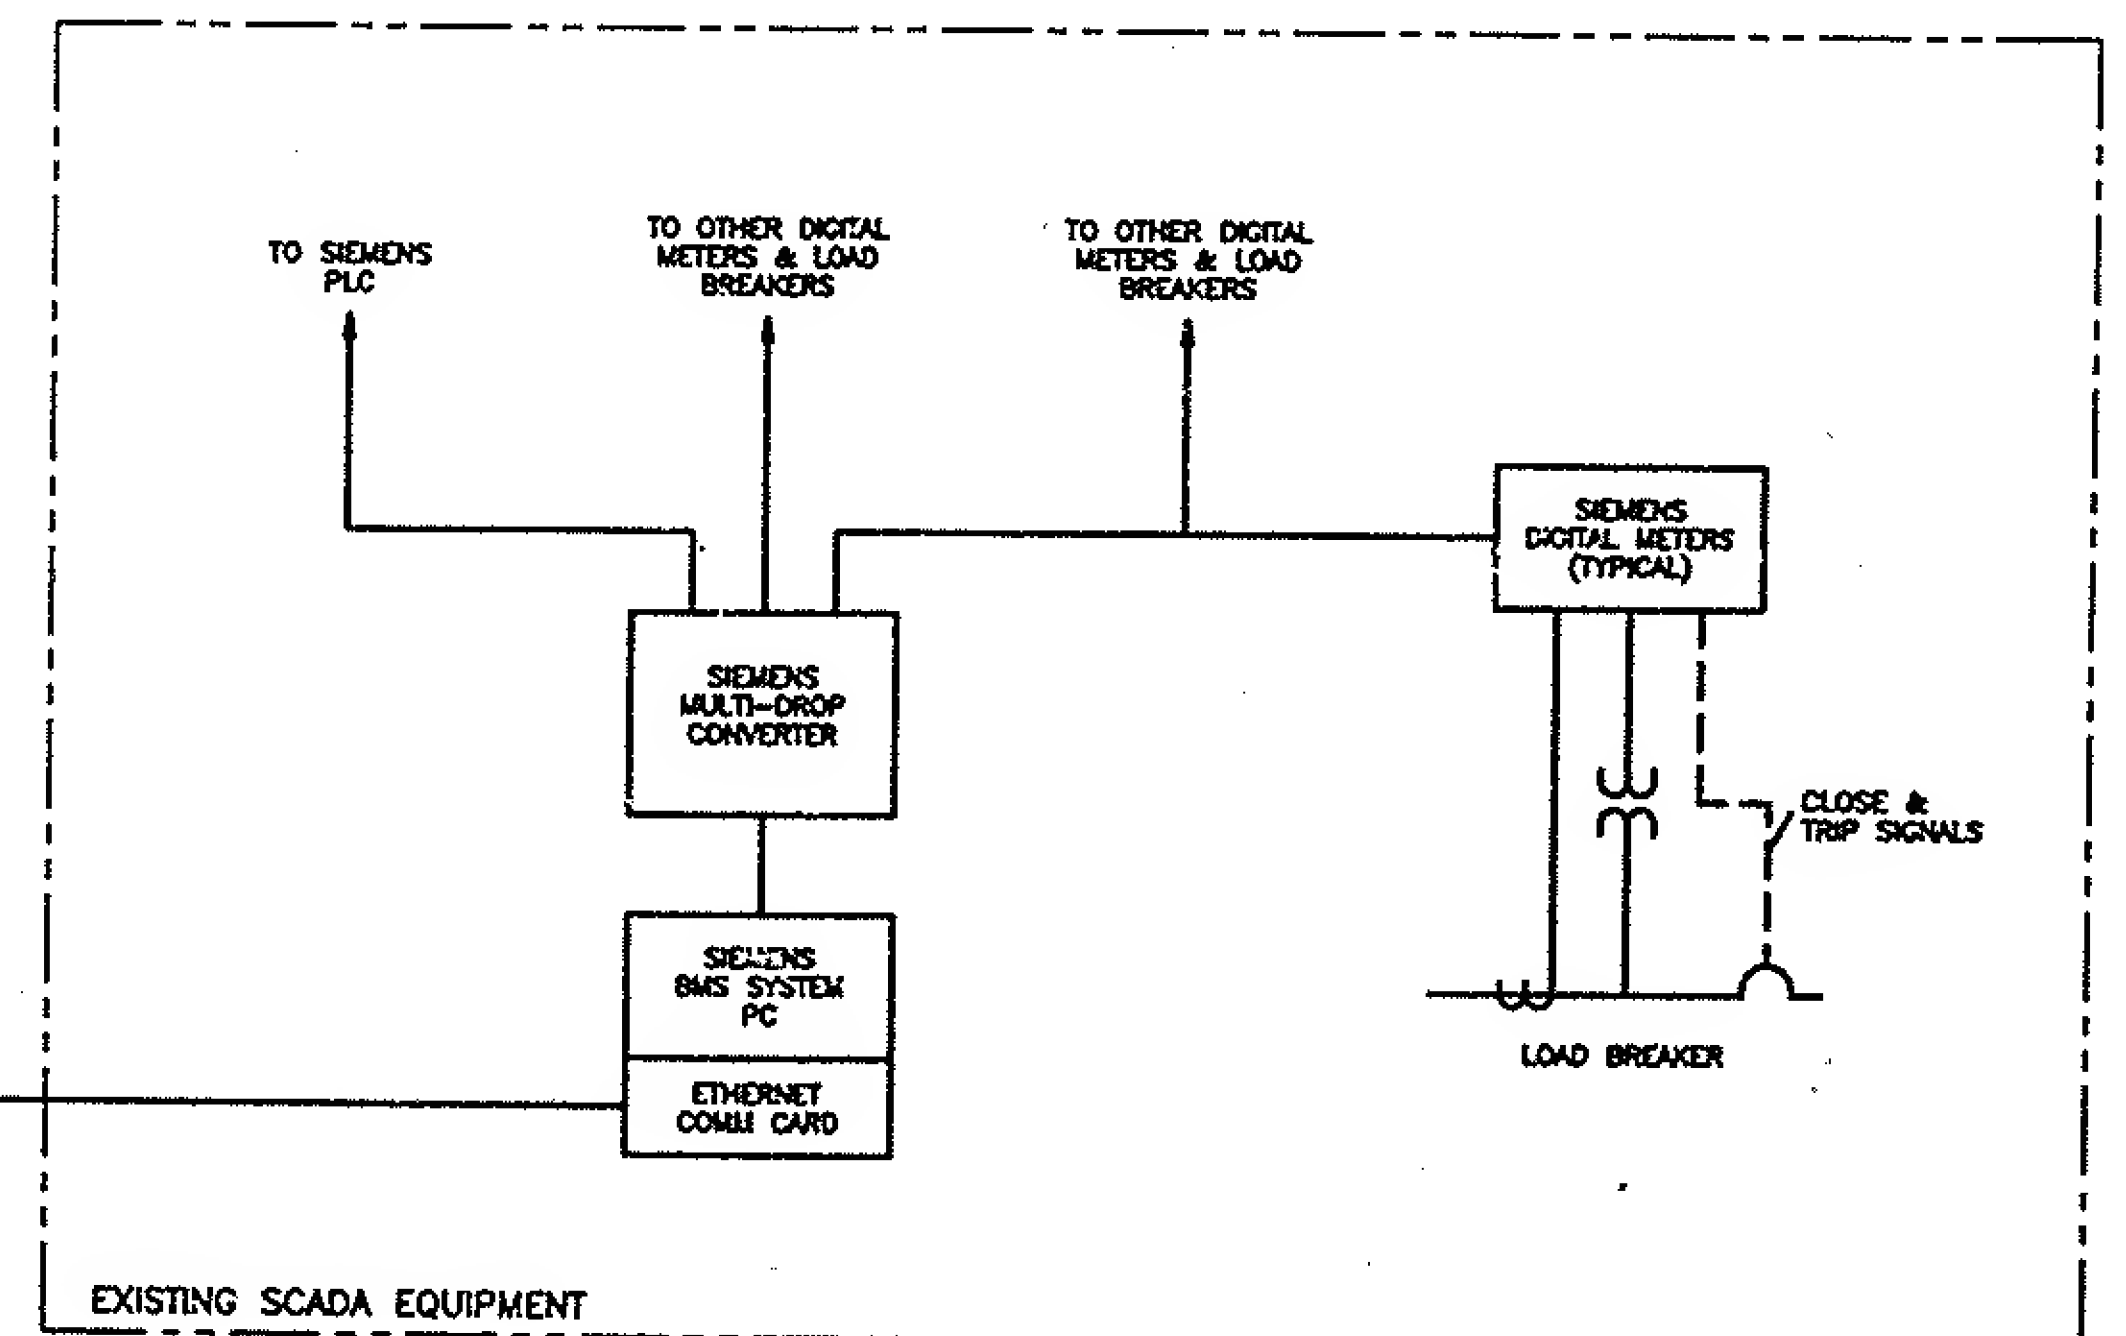 TO SIEMENS
PLC
TO OTHER DIGITAL
METERS & LOAD
BREAKERS
TO OTHER DIGITAL
METERS & LOAD
BREAKERS
SIEMENS
DIGITAL METERS
(TYPICAL)
SIEMENS
MULTI-DROP
CONVERTER
CLOSE &
TRIP SIGNALS
SIEMENS
BMS SYSTEM
PC
ETHERNET
COMM CARD
LOAD BREAKER
EXISTING SCADA EQUIPMENT